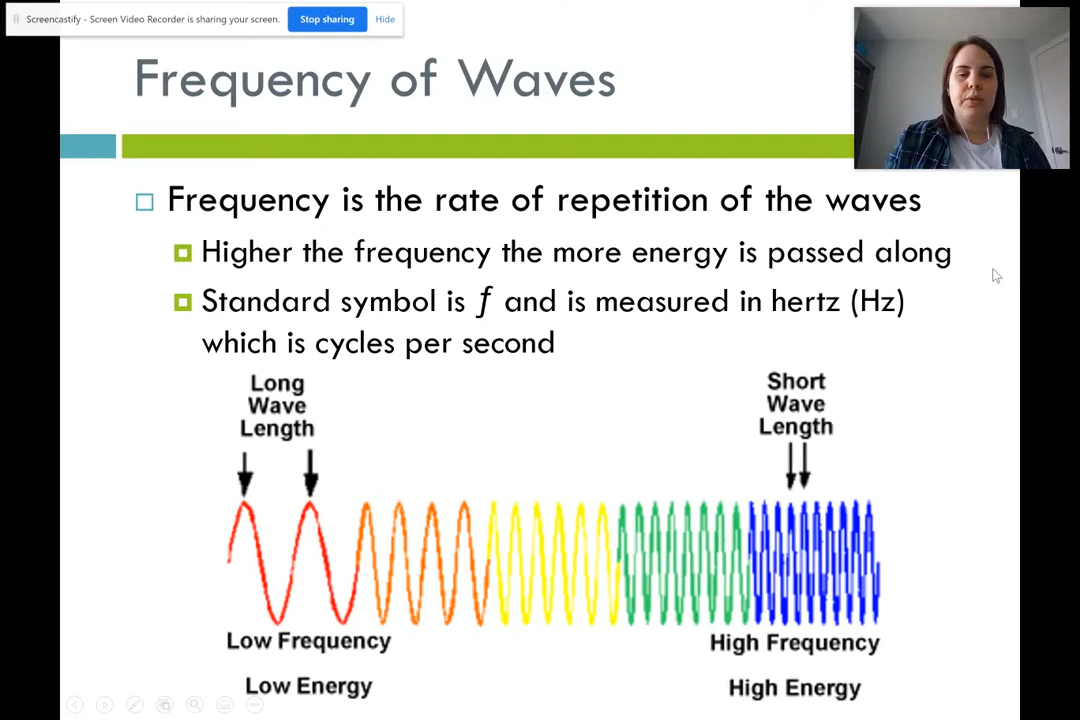 Screencastify - Screen Video Recorder is sharing your screen. Stop sharing Hide
Frequency of Waves
Frequency is the rate of repetition of the waves
Higher the frequency the more energy is passed along
Standard symbol is f and is measured in hertz (Hz)
which is cycles per second
Long
Wave
Length
Short
Wave
Length
Low Frequency
High Frequency
Low Energy
High Energy